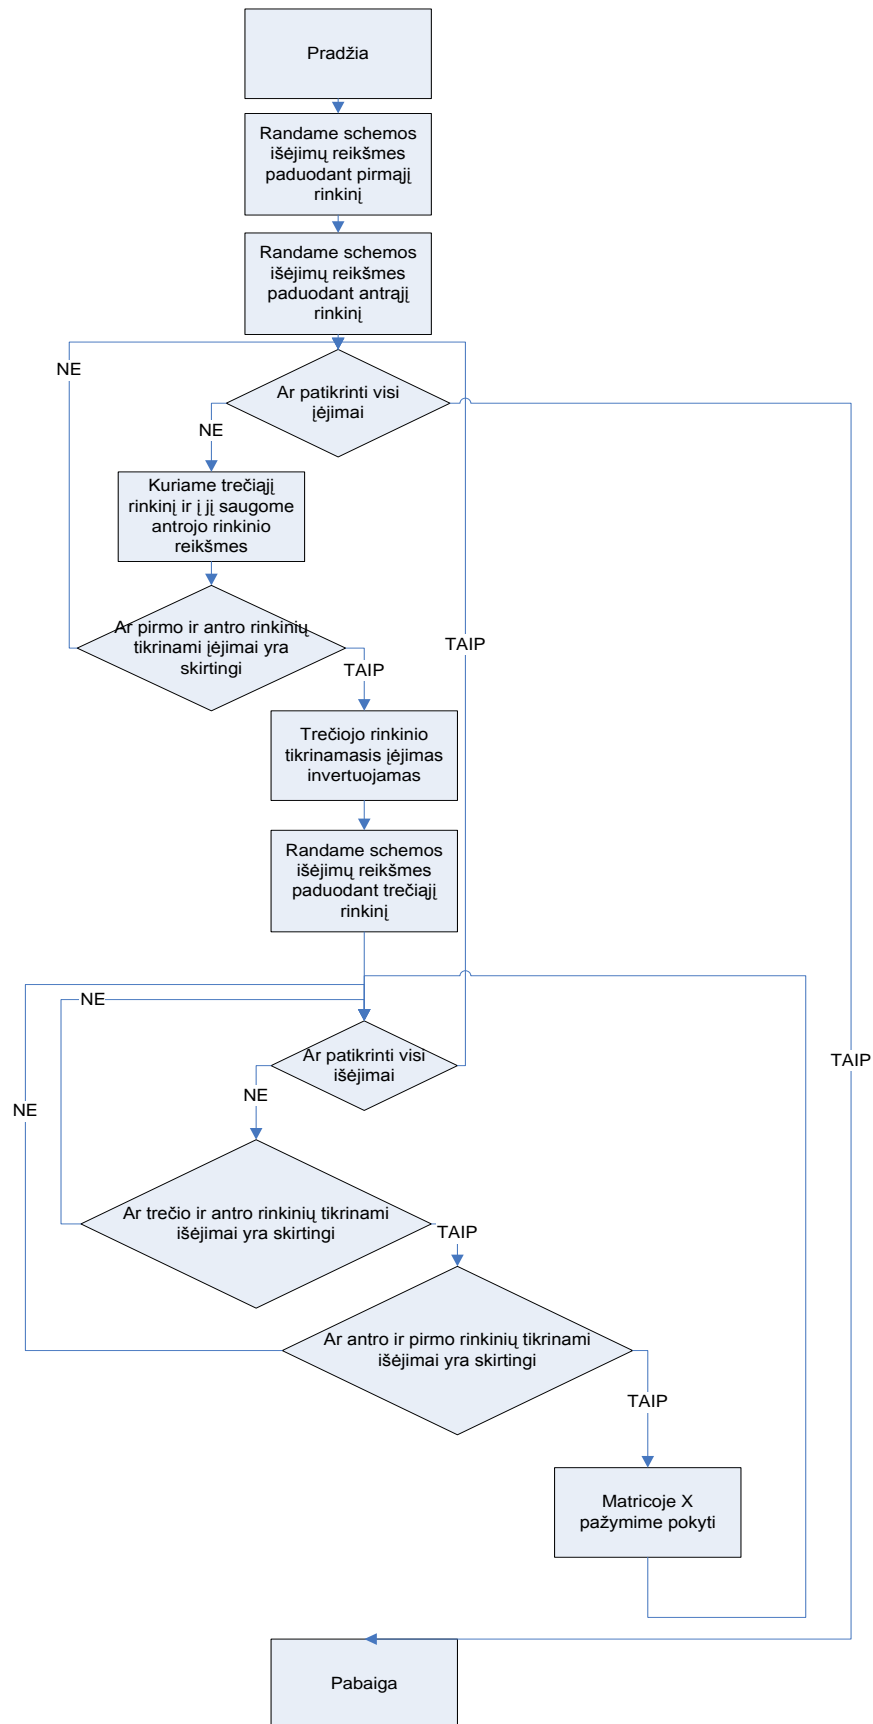 Pradžia
Randame schemos
išėjimų reikšmes
paduodant pirmąjį
rinkinį
Randame schemos
išėjimų reikšmes
paduodant antrąjį
rinkinį
NE
Ar patikrinti visi
įėjimai
NE
Kuriame trečiąjį
rinkinį ir į jį saugome
antrojo rinkinio
reikšmes
Ar pirmo ir antro rinkinių
tikrinami įėjimai yra
skirtingi
TAIP
TAIP
Trečiojo rinkinio
tikrinamasis įėjimas
invertuojamas
Randame schemos
išėjimų reikšmes
paduodant trečiąjį
rinkinį
NE
Ar patikrinti visi
išėjimai
TAIP
NE
NE
Ar trečio ir antro rinkinių tikrinami
išėjimai yra skirtingi
TAIP
Ar antro ir pirmo rinkinių tikrinami
išėjimai yra skirtingi
TAIP
Matricoje X
pažymime pokyti
Pabaiga